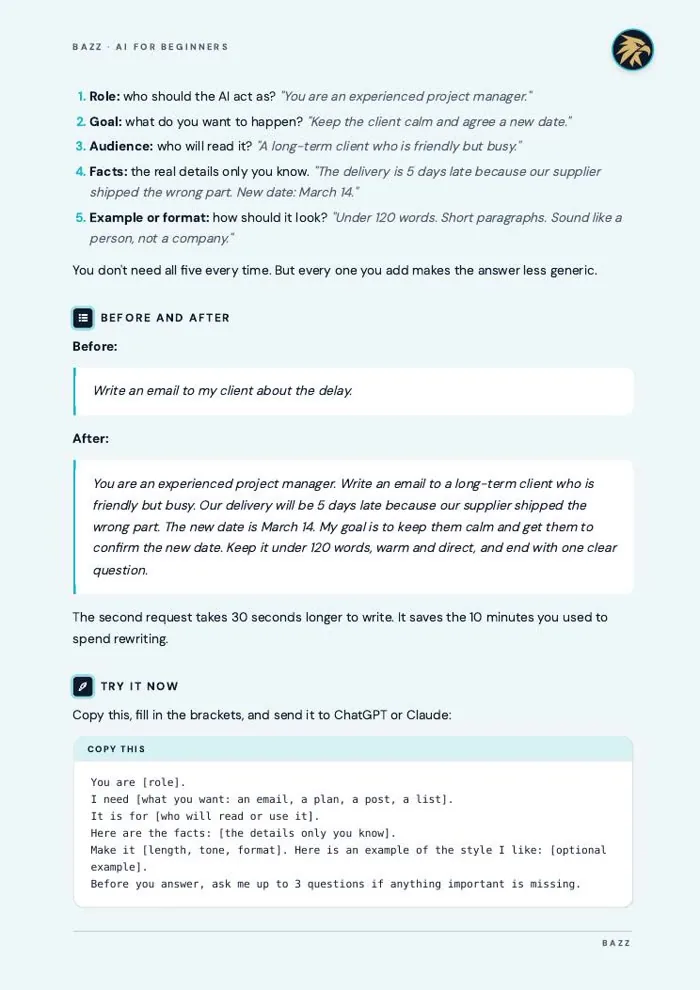 BAZZ · AI FOR BEGINNERS
1. Role: who should the AI act as? "You are an experienced project manager."
2. Goal: what do you want to happen? "Keep the client calm and agree a new date."
3. Audience: who will read it? "A long-term client who is friendly but busy."
4. Facts: the real details only you know. "The delivery is 5 days late because our supplier
shipped the wrong part. New date: March 14."
5. Example or format: how should it look? "Under 120 words. Short paragraphs. Sound like a
person, not a company."
You don't need all five every time. But every one you add makes the answer less generic.
BEFORE AND AFTER
Before:
Write an email to my client about the delay.
After:
You are an experienced project manager. Write an email to a long-term client who is
friendly but busy. Our delivery will be 5 days late because our supplier shipped the
wrong part. The new date is March 14. My goal is to keep them calm and get them to
confirm the new date. Keep it under 120 words, warm and direct, and end with one clear
question.
The second request takes 30 seconds longer to write. It saves the 10 minutes you used to
spend rewriting.
TRY IT NOW
Copy this, fill in the brackets, and send it to ChatGPT or Claude:
COPY THIS
You are [role].
I need [what you want: an email, a plan, a post, a list].
It is for [who will read or use it].
Here are the facts: [the details only you know].
Make it [length, tone, format]. Here is an example of the style I like: [optional
example].
Before you answer, ask me up to 3 questions if anything important is missing.
BAZZ